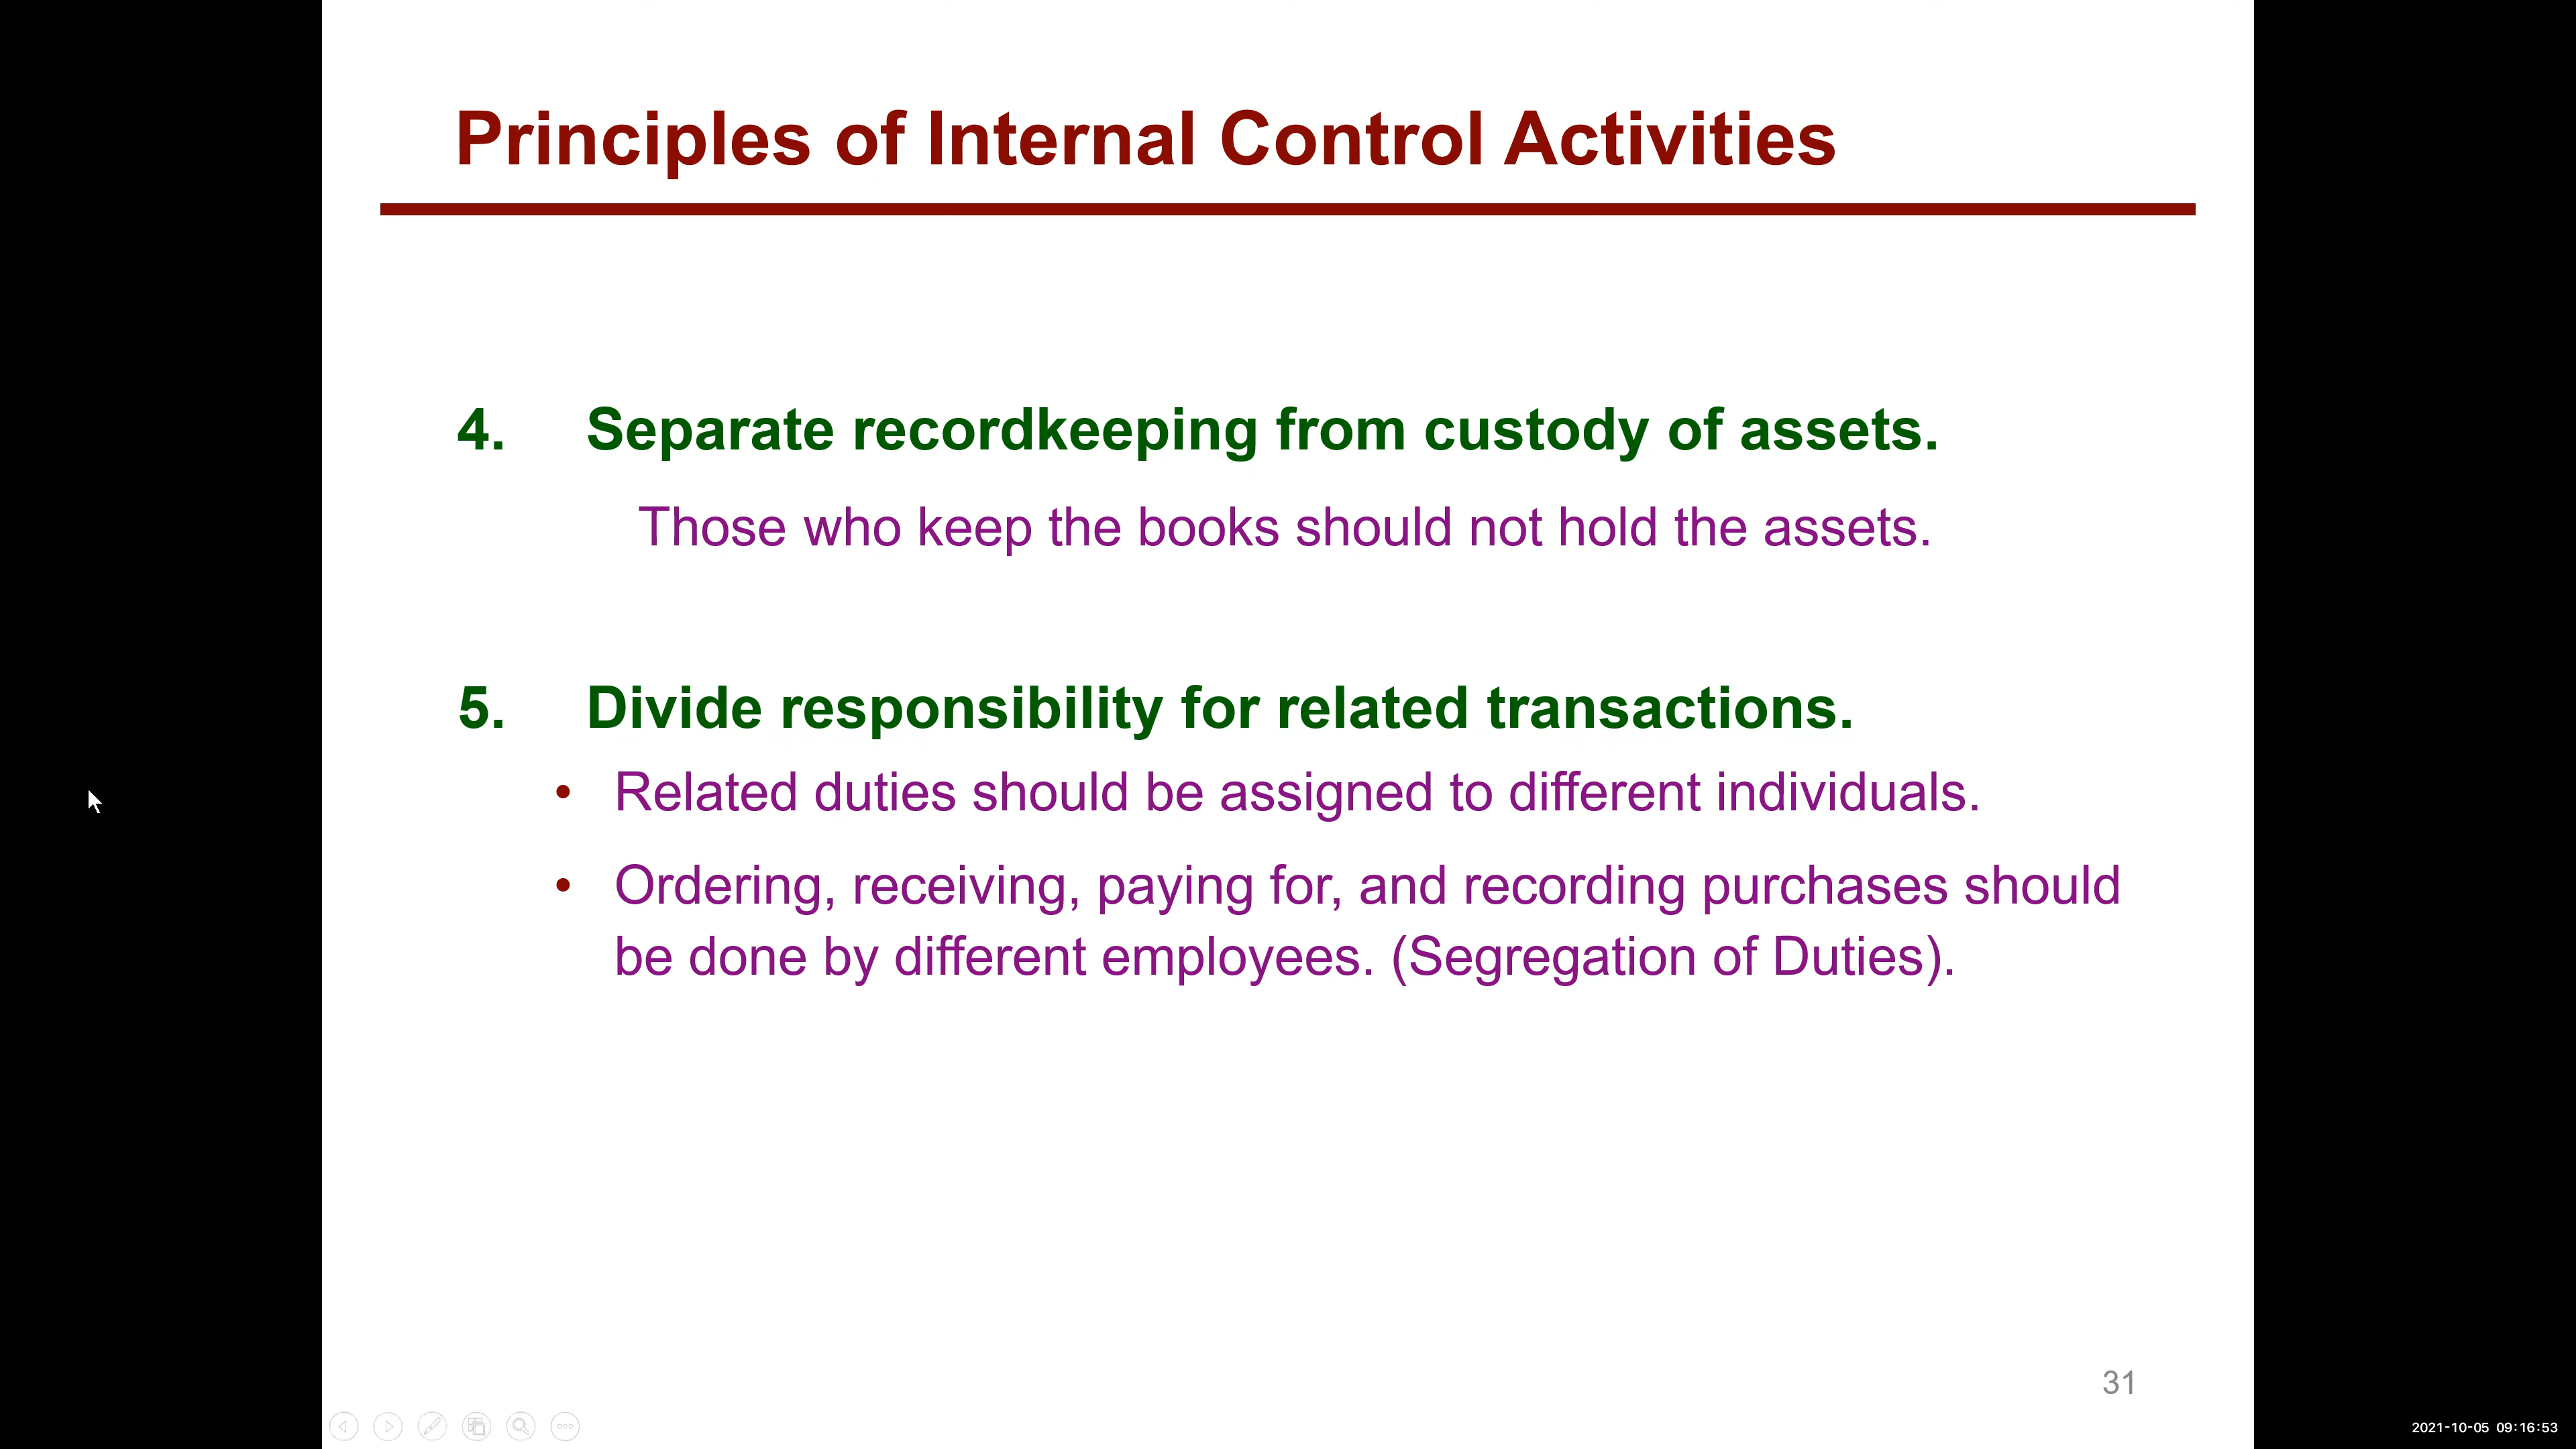 Principles of Internal Control Activities
4. Separate recordkeeping from custody of assets.
Those who keep the books should not hold the assets.
5. Divide responsibility for related transactions.
• Related duties should be assigned to different individuals.
• Ordering, receiving, paying for, and recording purchases should
be done by different employees. (Segregation of Duties).
31
2021-10-05 09:16:53